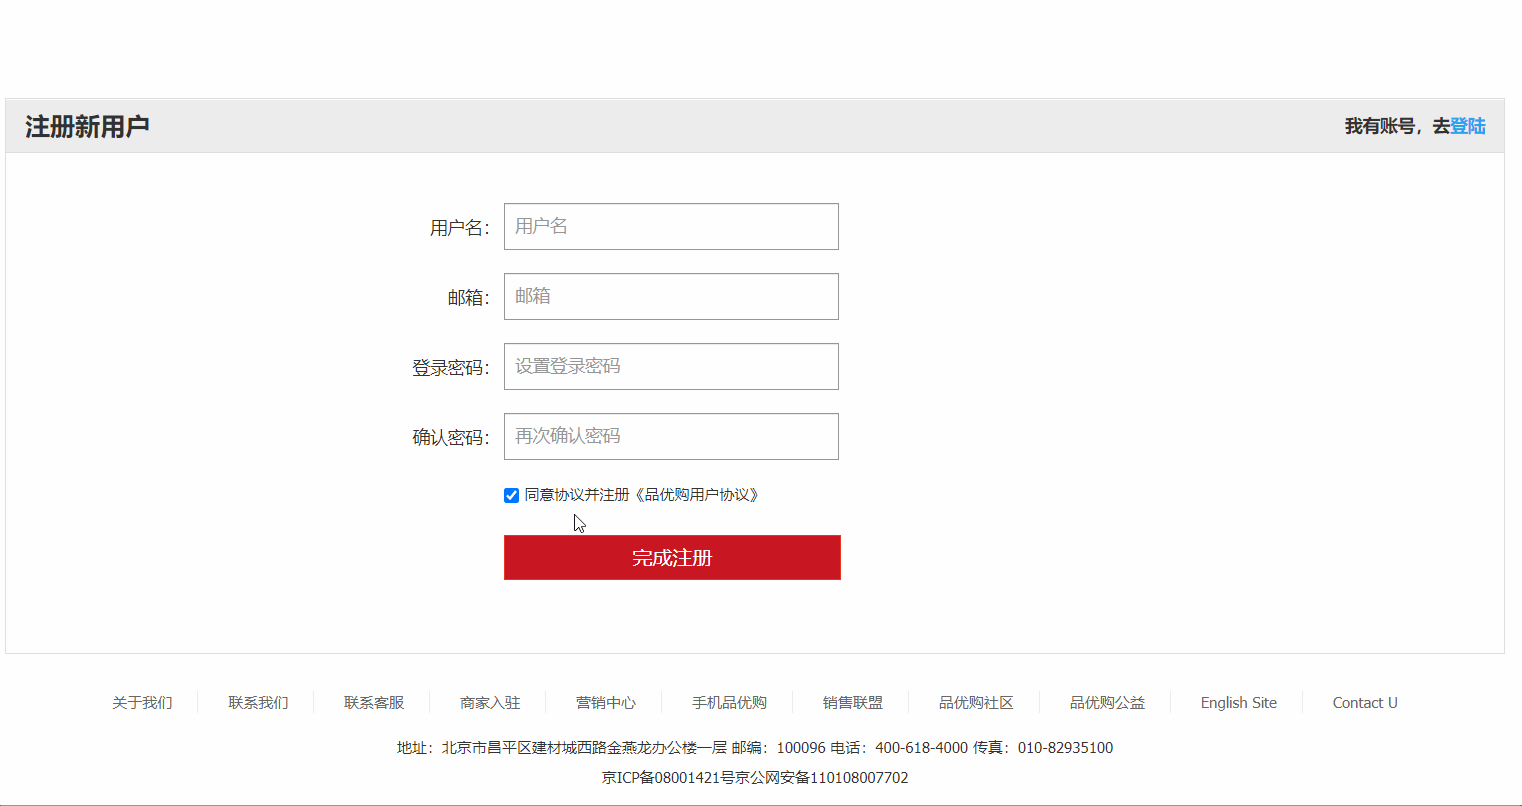 注册新用户
我有账号，去登陆
用户名：
用户名
邮箱：
邮箱
登录密码：
设置登录密码
确认密码：
再次确认密码
同意协议并注册《品优购用户协议》
完成注册
关于我们 联系我们 联系客服 商家入驻 营销中心 手机品优购 销售联盟 品优购社区 品优购公益 English Site Contact U
地址：北京市昌平区建材城西路金燕龙办公楼一层 邮编：100096 电话：400-618-4000 传真：010-82935100
京ICP备08001421号京公网安备110108007702